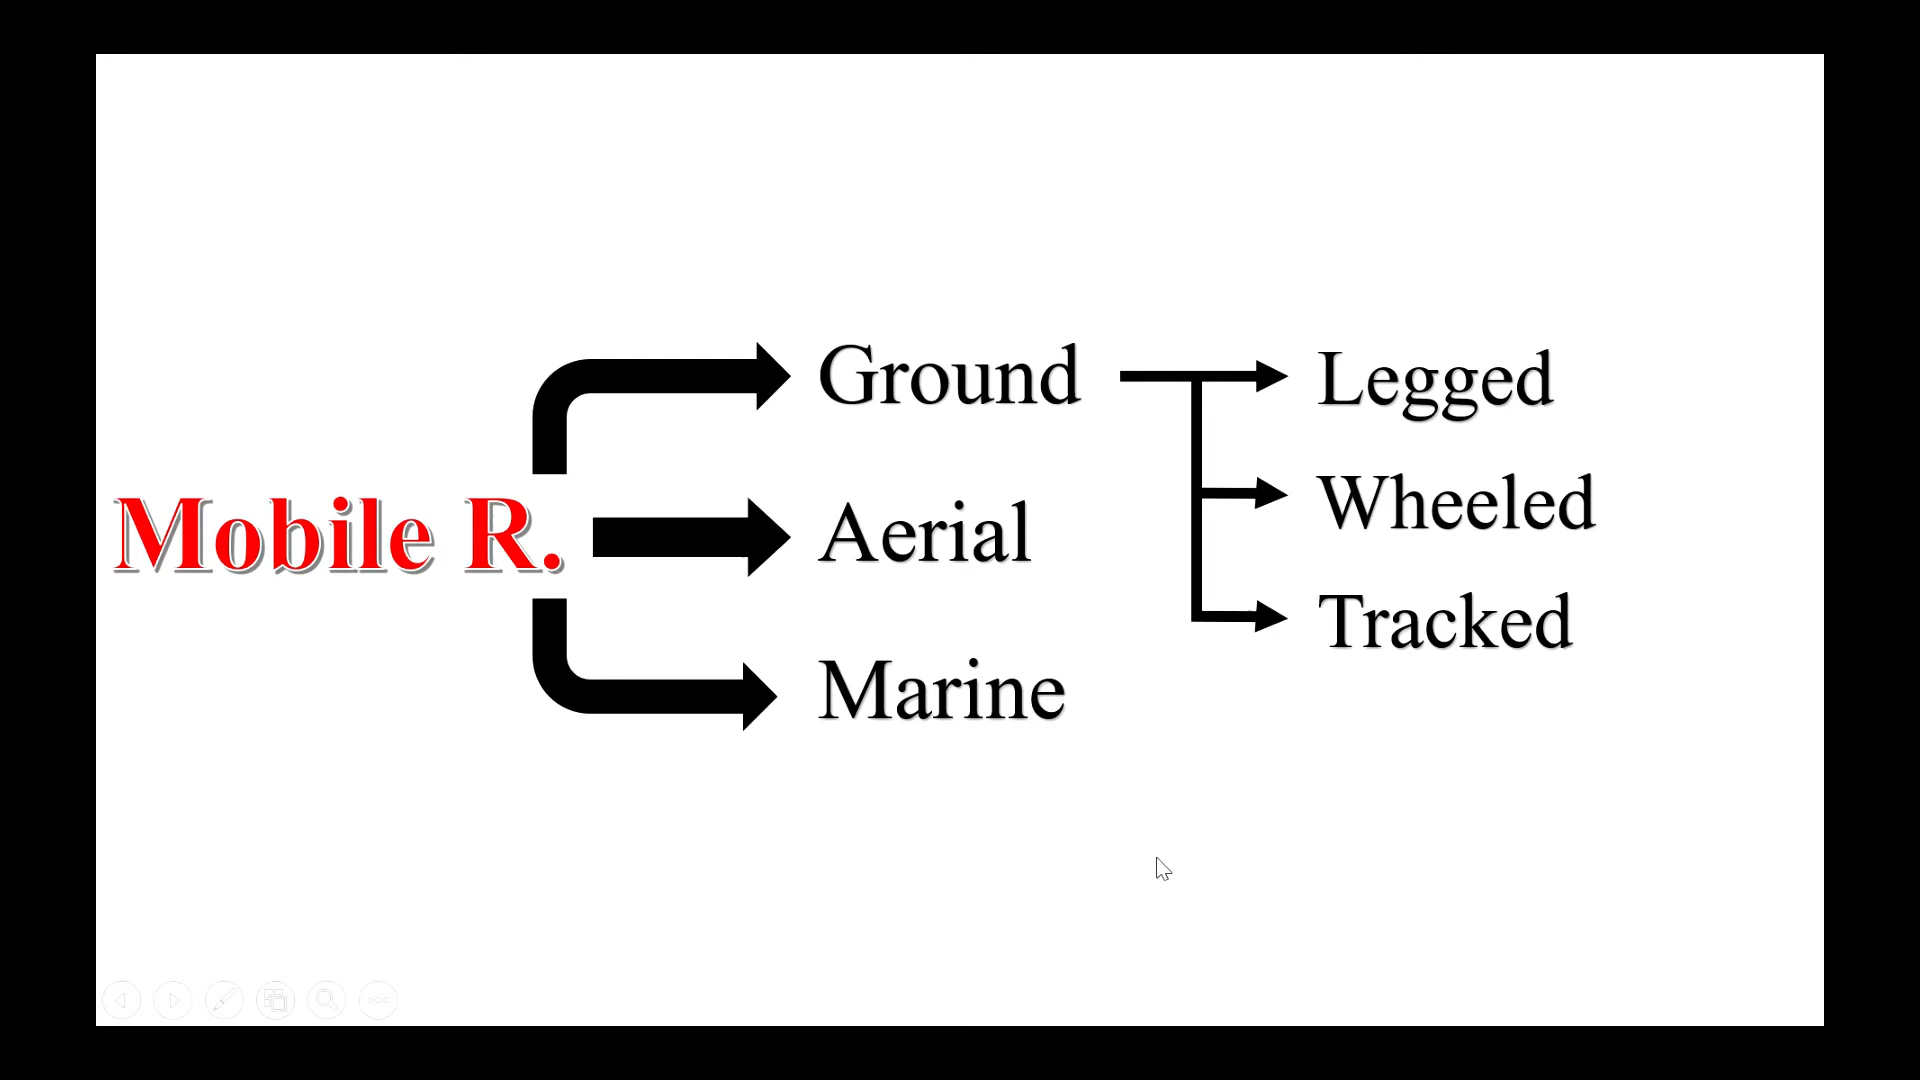 Mobile R.
Ground
Aerial
Marine
Legged
Wheeled
Tracked